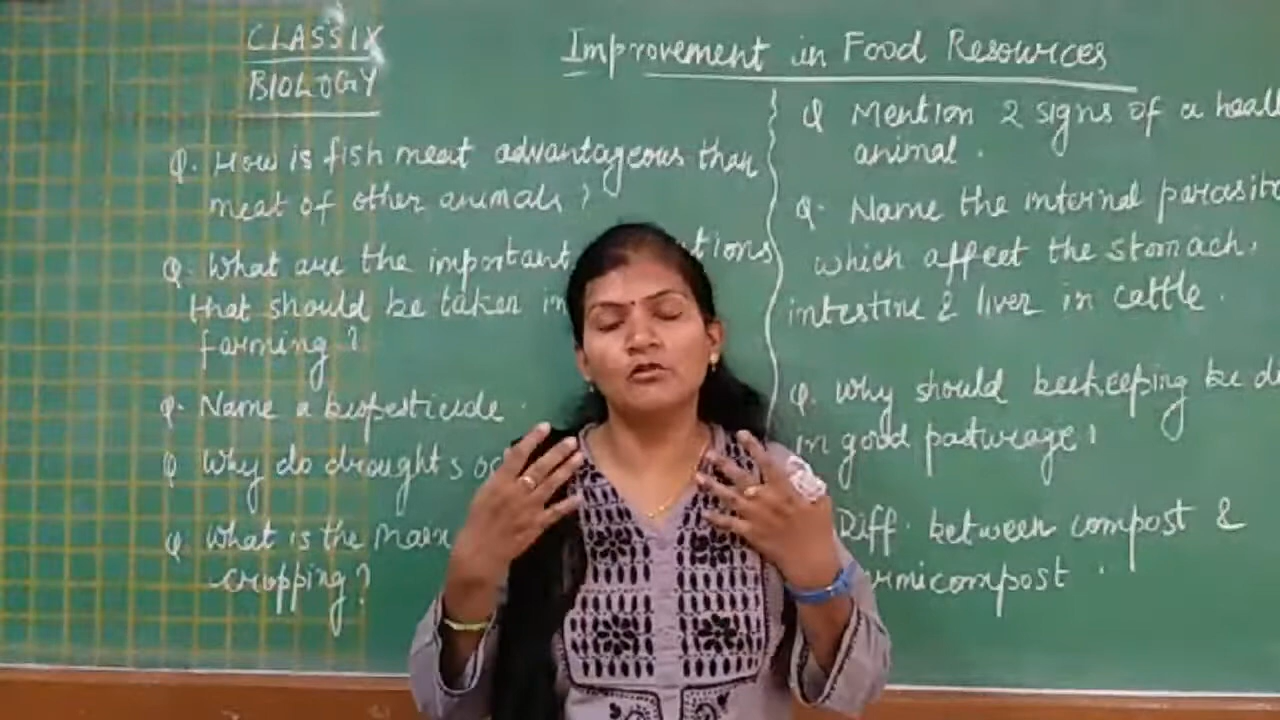 CLASS IX
BIOLOGY
Improvement in Food Resources
Q. How is fish meat advantageous than
meat of other animals?
Q. What are the important
that should be taken in
farming?
Q. Name a biopesticide.
Q Why do droughts
Q. What is the
cropping?
Q Mention 2 signs of a
animal.
Q. Name the internal
which affect the stomach,
intestine & liver in cattle.
Q. Why should beekeeping be
in good pasturage?
Diff. between compost &